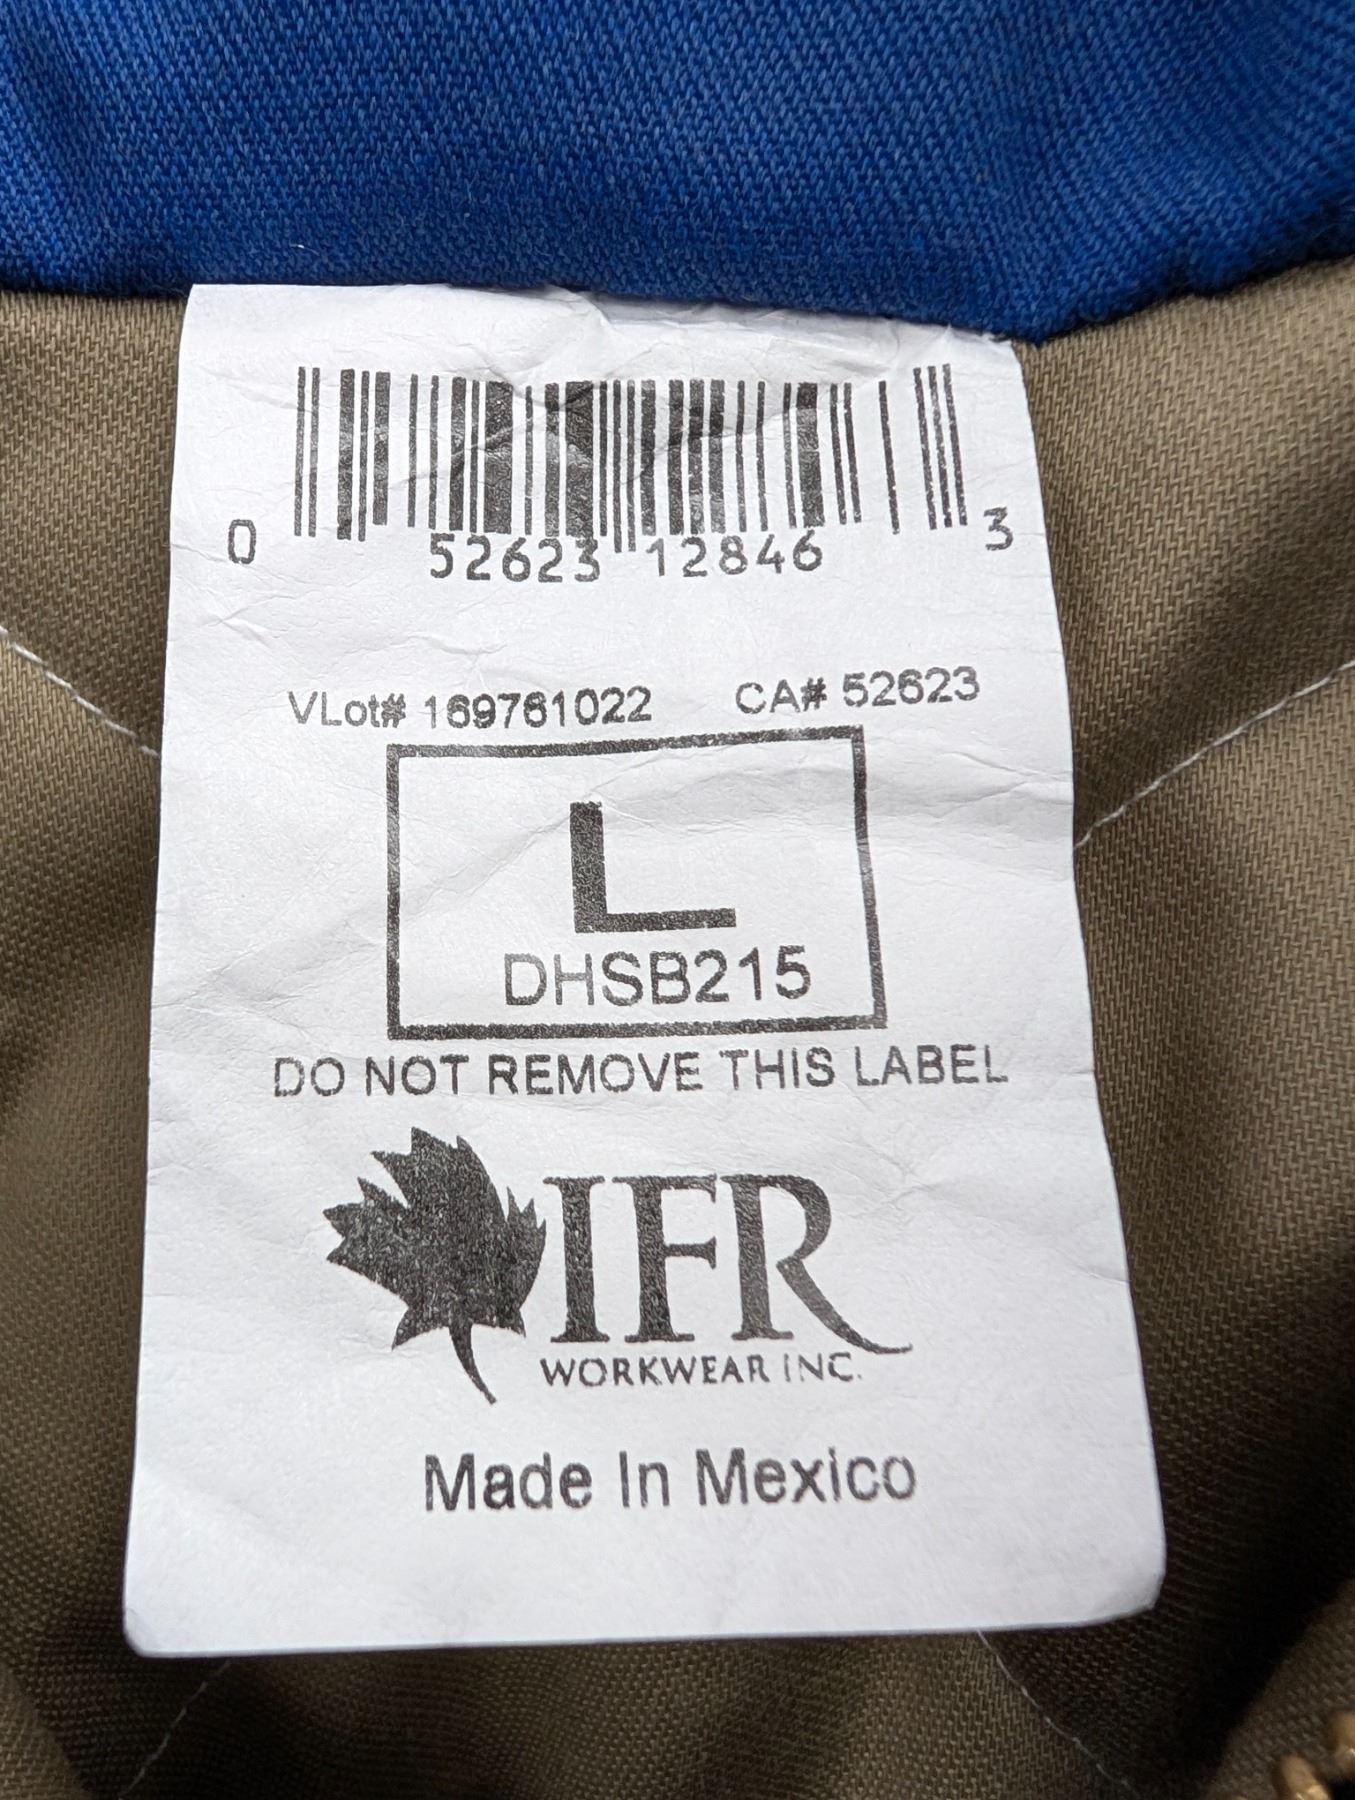 0 52623 12846 3
VLot# 169761022 CA# 52623
L
DHSB215
DO NOT REMOVE THIS LABEL
IFR
WORKWEAR INC.
Made In Mexico